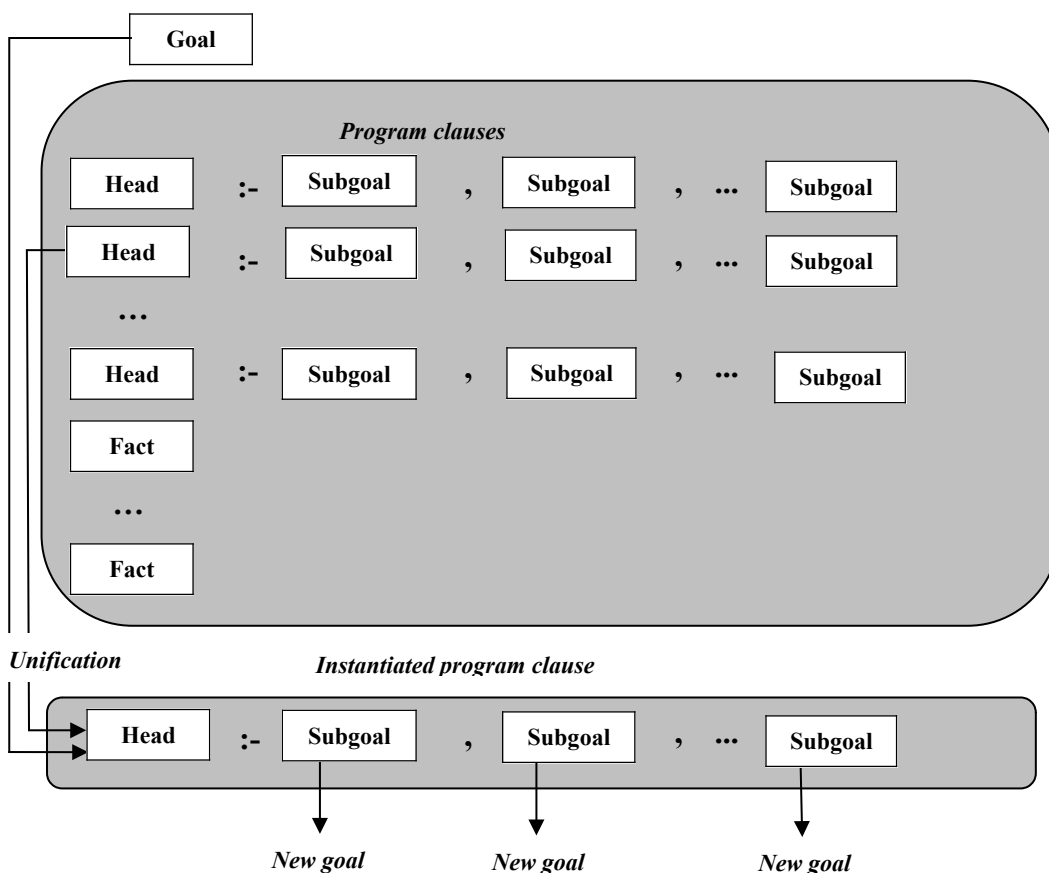 Goal
Program clauses
Head :- Subgoal , Subgoal , ... Subgoal
Head :- Subgoal , Subgoal , ... Subgoal
...
Head :- Subgoal , Subgoal , ... Subgoal
Fact
...
Fact
Unification
Instantiated program clause
Head :- Subgoal , Subgoal , ... Subgoal
New goal New goal New goal